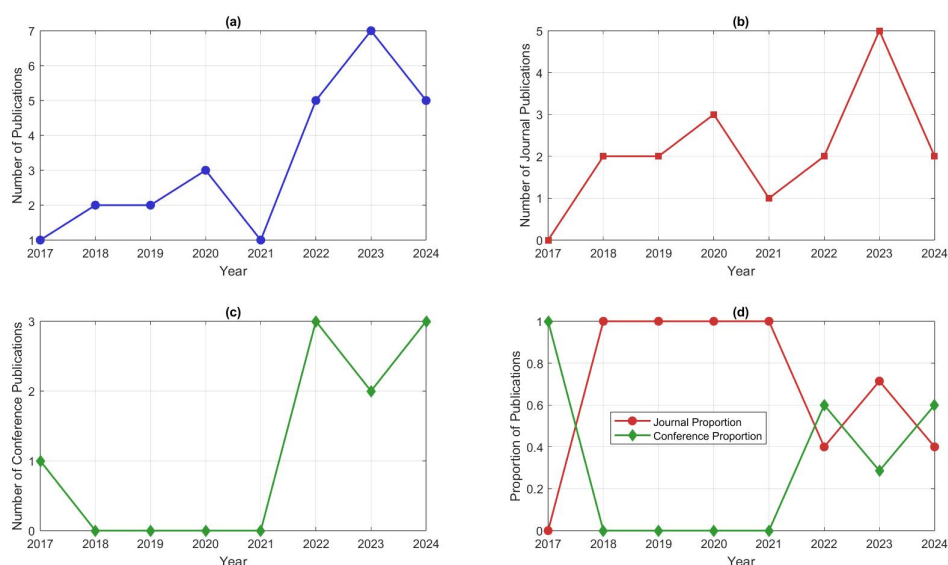 (a)
Number of Publications
7
6
5
4
3
2
1
2017 2018 2019 2020 2021 2022 2023 2024
Year
(b)
Number of Journal Publications
5
4
3
2
1
0
2017 2018 2019 2020 2021 2022 2023 2024
Year
(c)
Number of Conference Publications
3
2
1
0
2017 2018 2019 2020 2021 2022 2023 2024
Year
(d)
Proportion of Publications
1
0.8
0.6
0.4
0.2
0
Journal Proportion
Conference Proportion
2017 2018 2019 2020 2021 2022 2023 2024
Year